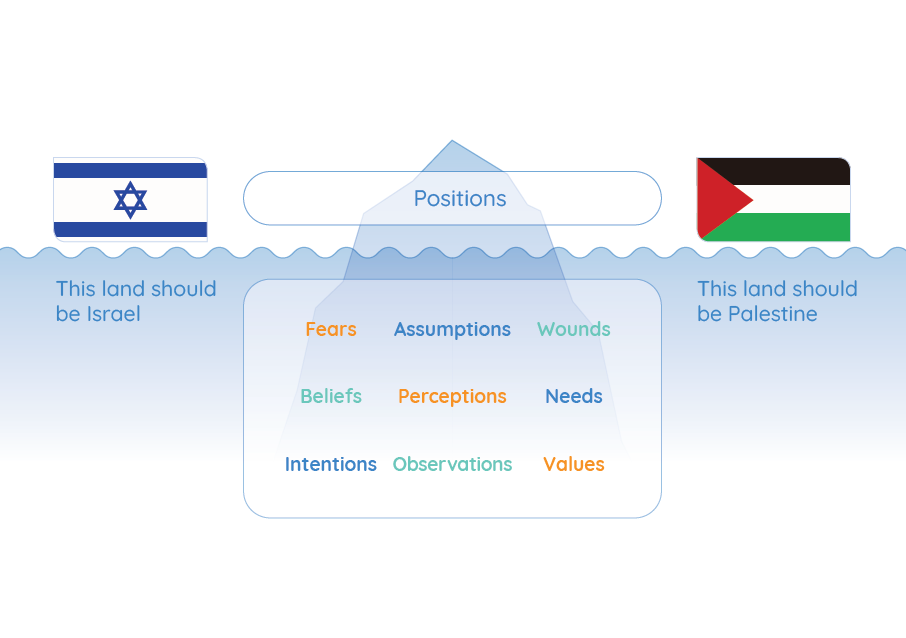 Positions
This land should
be Israel
This land should
be Palestine
Fears Assumptions Wounds
Beliefs Perceptions Needs
Intentions Observations Values